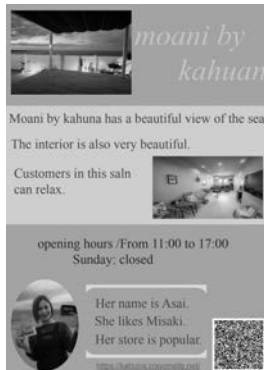 moani by
kahuan
Moani by kahuna has a beautiful view of the sea
The interior is also very beautiful.
Customers in this saln
can relax.
opening hours /From 11:00 to 17:00
Sunday: closed
Her name is Asai.
She likes Misaki.
Her store is popular.